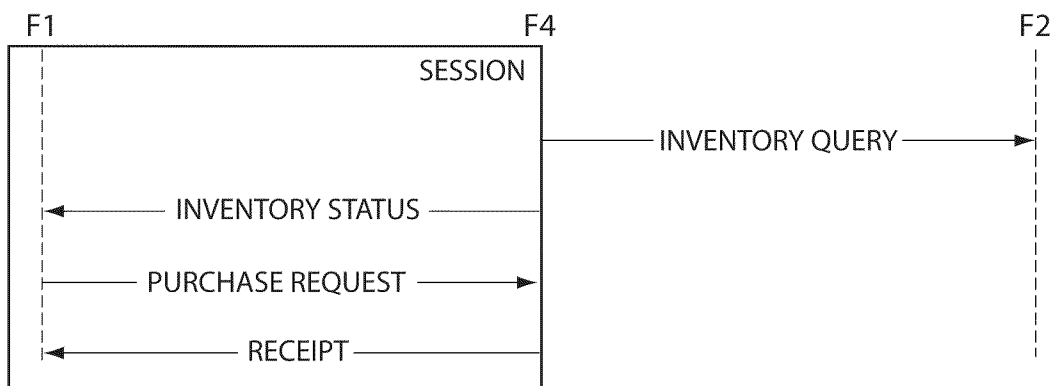 F1 F4 F2
SESSION
INVENTORY QUERY
INVENTORY STATUS
PURCHASE REQUEST
RECEIPT